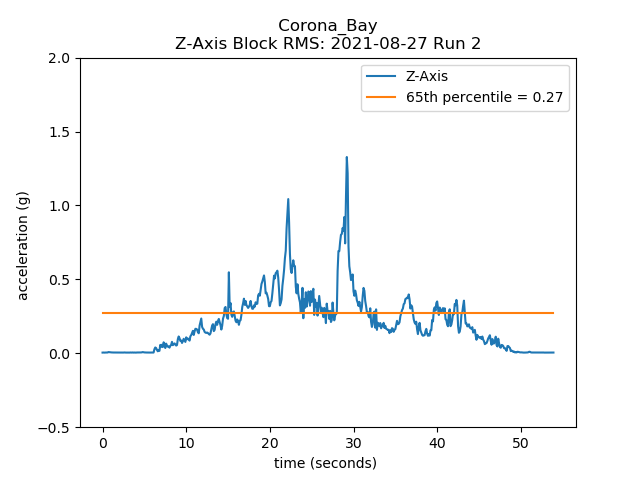 Corona_Bay
Z-Axis Block RMS: 2021-08-27 Run 2
2.0
1.5
1.0
0.5
0.0
−0.5
acceleration (g)
Z-Axis
65th percentile = 0.27
0 10 20 30 40 50
time (seconds)